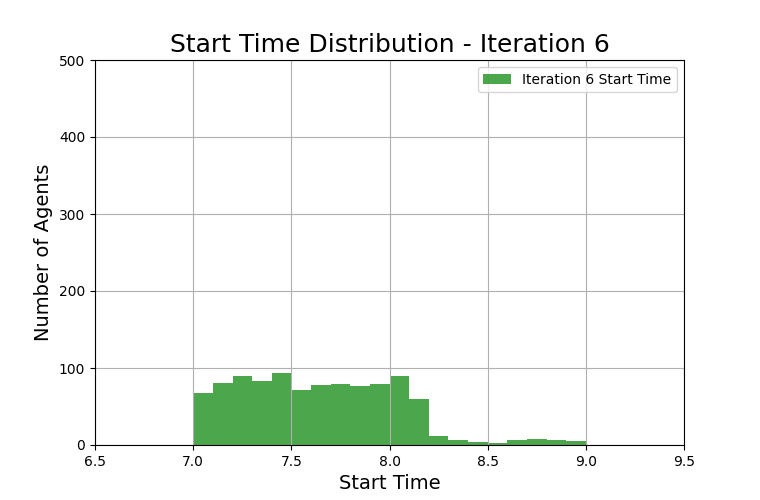 Start Time Distribution - Iteration 6
Iteration 6 Start Time
Number of Agents
500
400
300
200
100
0
6.5 7.0 7.5 8.0 8.5 9.0 9.5
Start Time